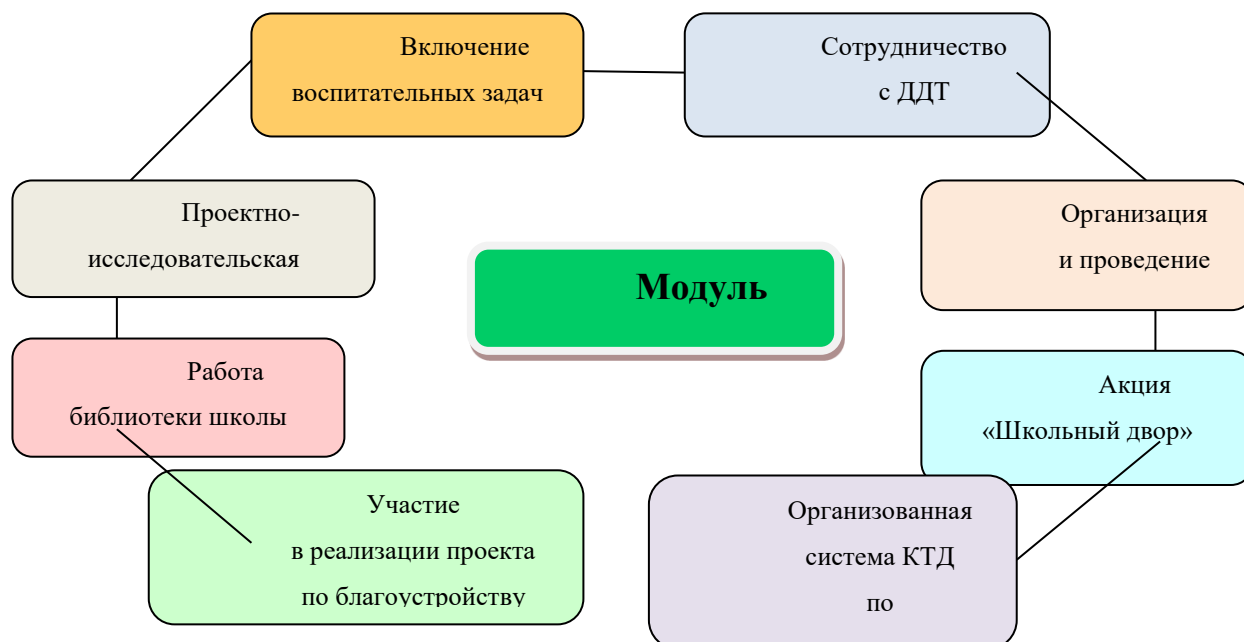 Включение
воспитательных задач
Сотрудничество
с ДДТ
Проектно-
исследовательская
Организация
и проведение
Модуль
Работа
библиотеки школы
Акция
«Школьный двор»
Участие
в реализации проекта
по благоустройству
Организованная
система КТД
по